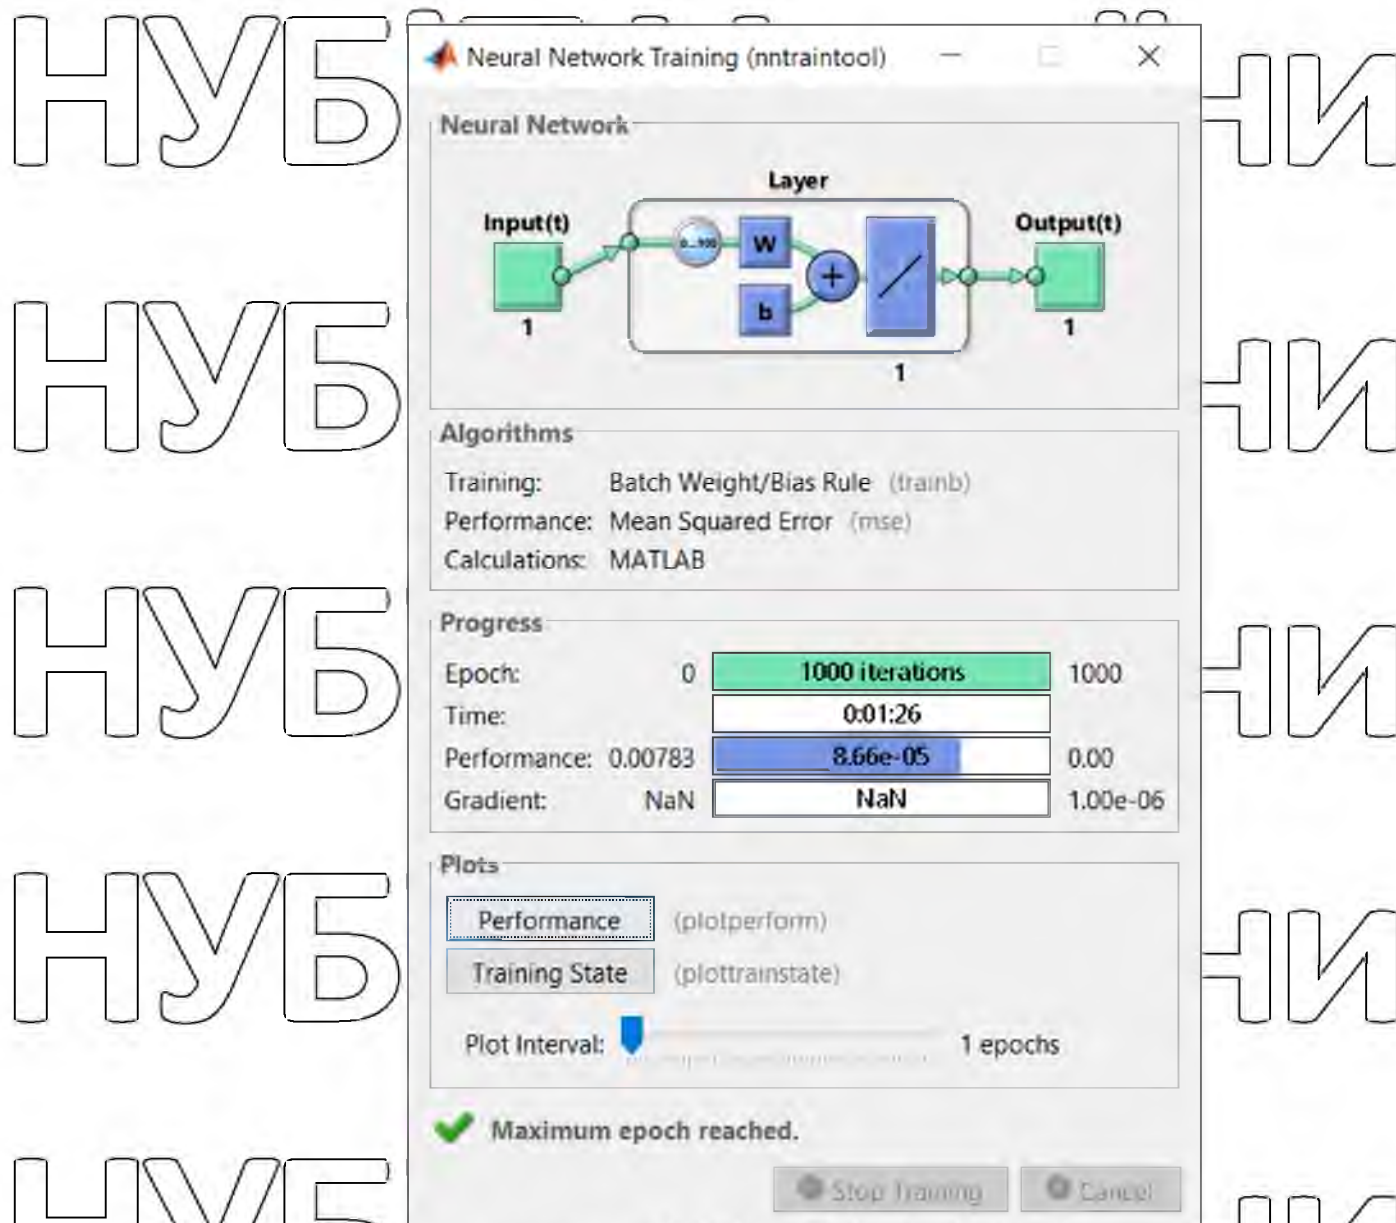 Neural Network Training (nntraintool)
Neural Network
Layer
Input(t)
W
b
+
Output(t)
1
1
1
Algorithms
Training: Batch Weight/Bias Rule (trainb)
Performance: Mean Squared Error (mse)
Calculations: MATLAB
Progress
Epoch: 0 1000 iterations 1000
Time: 0:01:26
Performance: 0.00783 8.66e-05 0.00
Gradient: NaN NaN 1.00e-06
Plots
Performance (plotperform)
Training State (plottrainstate)
Plot Interval: 1 epochs
Maximum epoch reached.
Stop Training Cancel
НУБ
НУБ
НУБ
НУБ
НУБ